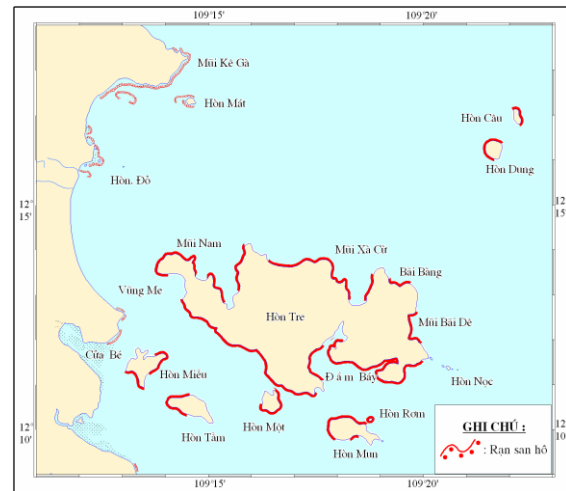 109°15' 109°20'
Mũi Kê Gà
Hòn Mát
Hòn Câu
Hòn Dung
Hòn. Đỏ
12° 12°
15' 15'
Mũi Nam Mũi Xà Cừ
Bãi Bàng
Vũng Me
Hòn Tre
Mũi Bãi Dê
Cửa Bé
Hòn Miễu
Đầm Bấy
Hòn Nọc
Hòn Rơm
Hòn Tằm
Hòn Một
Hòn Mun
12° 12°
10' 10'
GHI CHÚ :
: Rạn san hô
109°15' 109°20'